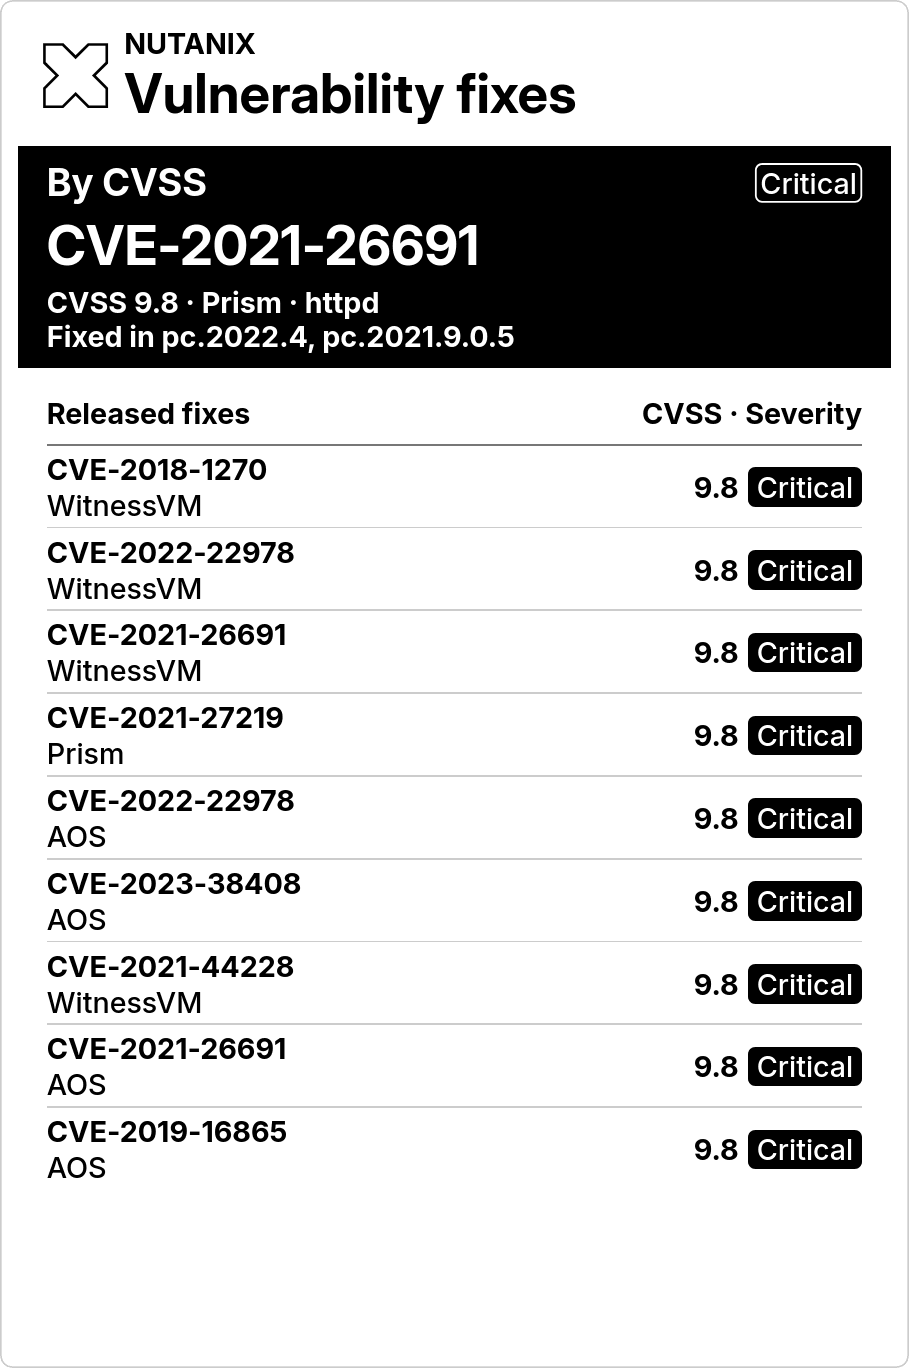 NUTANIX
Vulnerability fixes
By CVSS
Critical
CVE-2021-26691
CVSS 9.8 · Prism · httpd
Fixed in pc.2022.4, pc.2021.9.0.5
Released fixes
CVSS · Severity
CVE-2018-1270
WitnessVM
9.8 Critical
CVE-2022-22978
WitnessVM
9.8 Critical
CVE-2021-26691
WitnessVM
9.8 Critical
CVE-2021-27219
Prism
9.8 Critical
CVE-2022-22978
AOS
9.8 Critical
CVE-2023-38408
AOS
9.8 Critical
CVE-2021-44228
WitnessVM
9.8 Critical
CVE-2021-26691
AOS
9.8 Critical
CVE-2019-16865
AOS
9.8 Critical